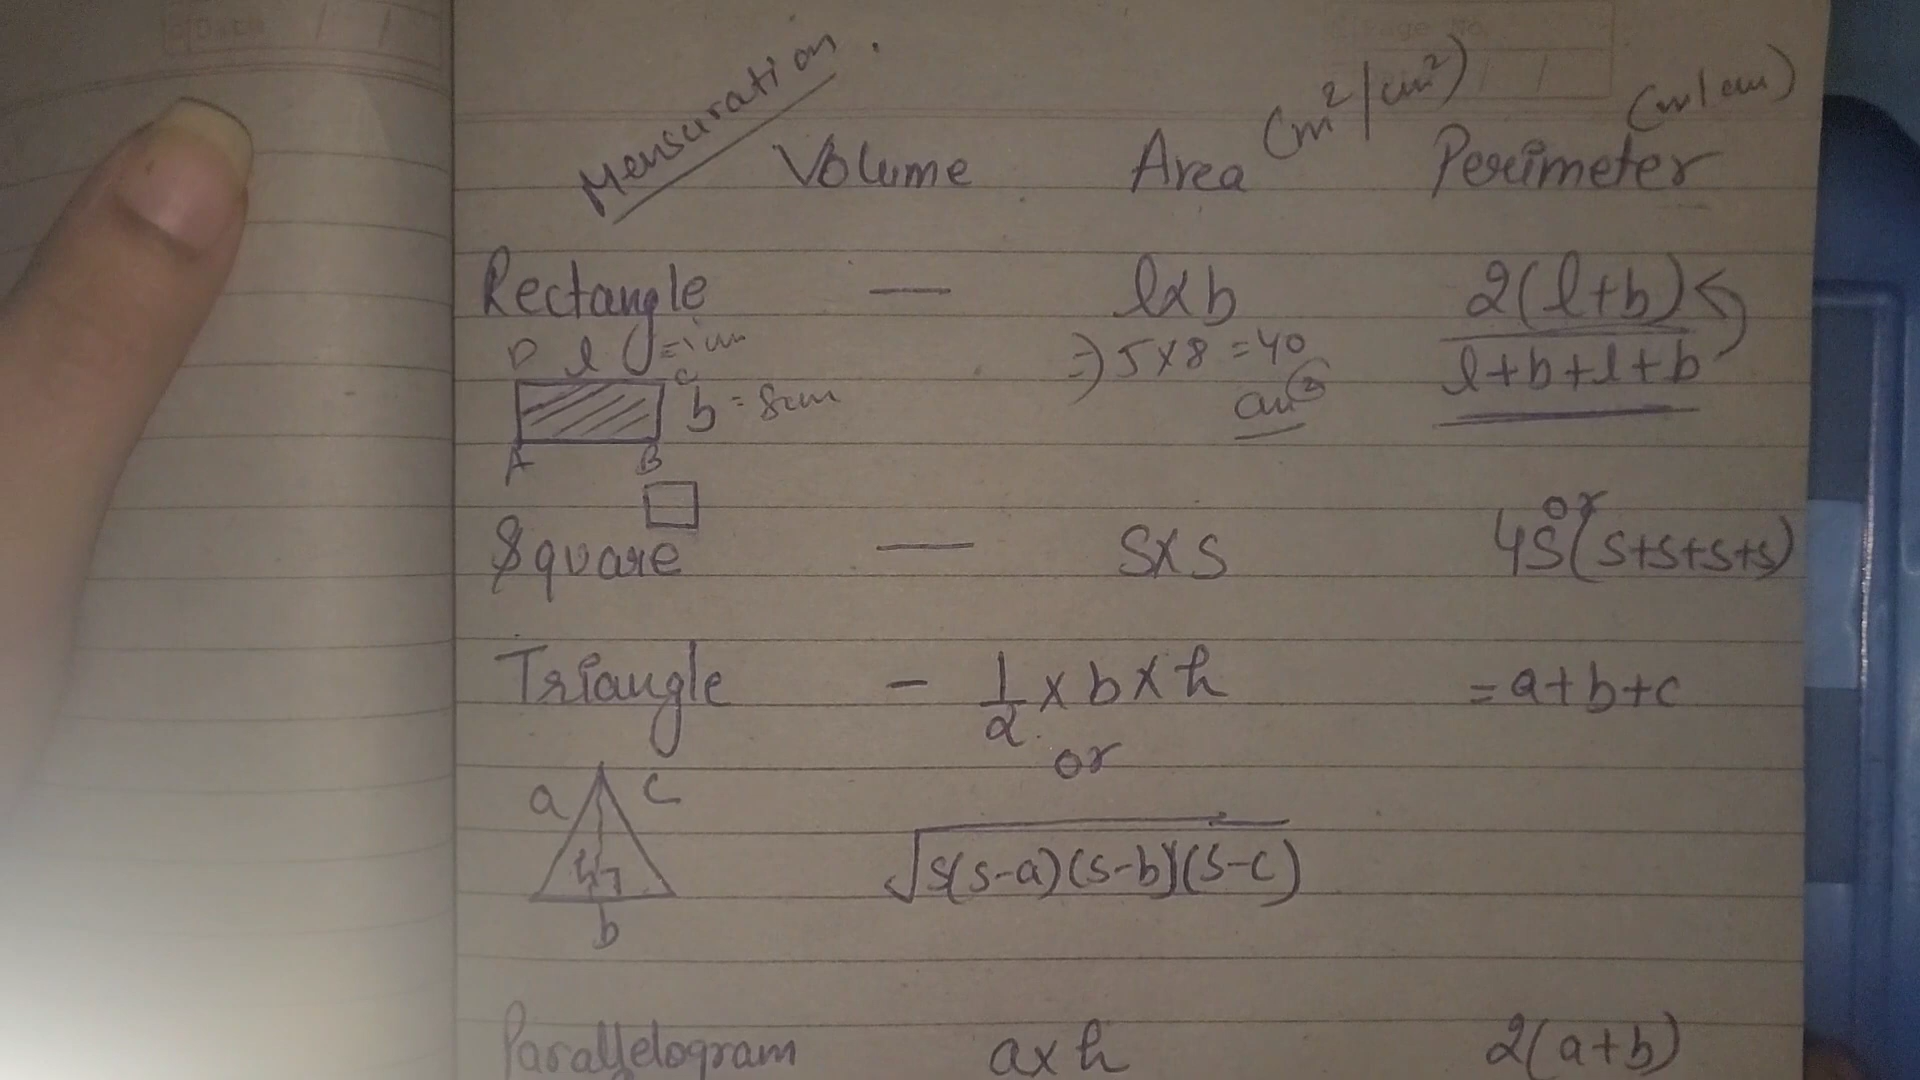 Mensuration.
Volume Area (m²/cm²) Perimeter (m/cm)
Rectangle — l×b 2(l+b)
D l C
b = 8cm
⇒ 5×8 = 40 cm²
l+b+l+b
A B
Square — s×s 4s or (s+s+s+s)
Triangle - 1/2 × b × h = a+b+c
or
a c
h
√s(s-a)(s-b)(s-c)
b
Parallelogram a×h 2(a+b)